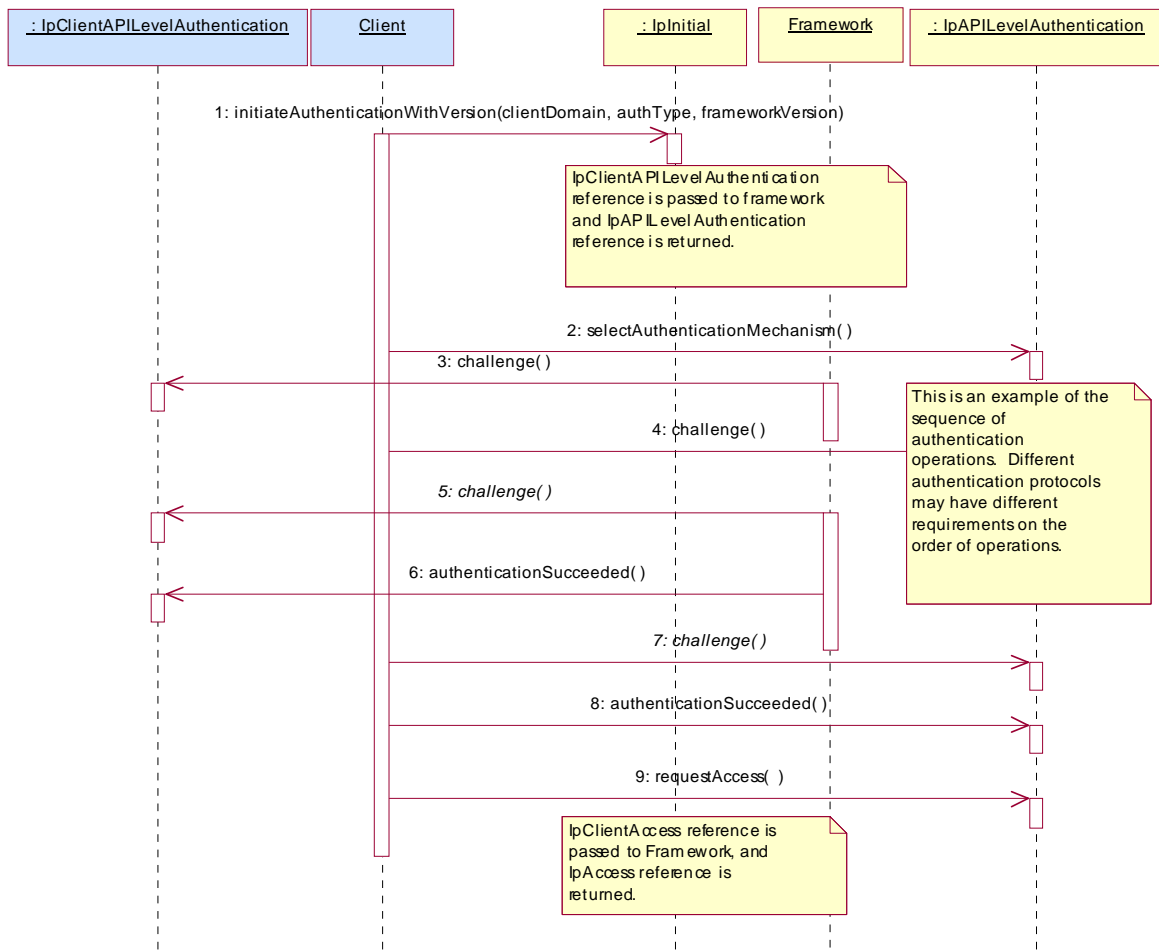 : IpClientAPILevelAuthentication
Client
: IpInitial
Framework
: IpAPILevelAuthentication
1: initiateAuthenticationWithVersion(clientDomain, authType, frameworkVersion)
IpClientAPILevelAuthentication
reference is passed to framework
and IpAPILevelAuthentication
reference is returned.
2: selectAuthenticationMechanism( )
3: challenge( )
This is an example of the
sequence of
authentication
operations. Different
authentication protocols
may have different
requirements on the
order of operations.
4: challenge( )
5: challenge( )
6: authenticationSucceeded( )
7: challenge( )
8: authenticationSucceeded( )
9: requestAccess( )
IpClientAccess reference is
passed to Framework, and
IpAccess reference is
returned.